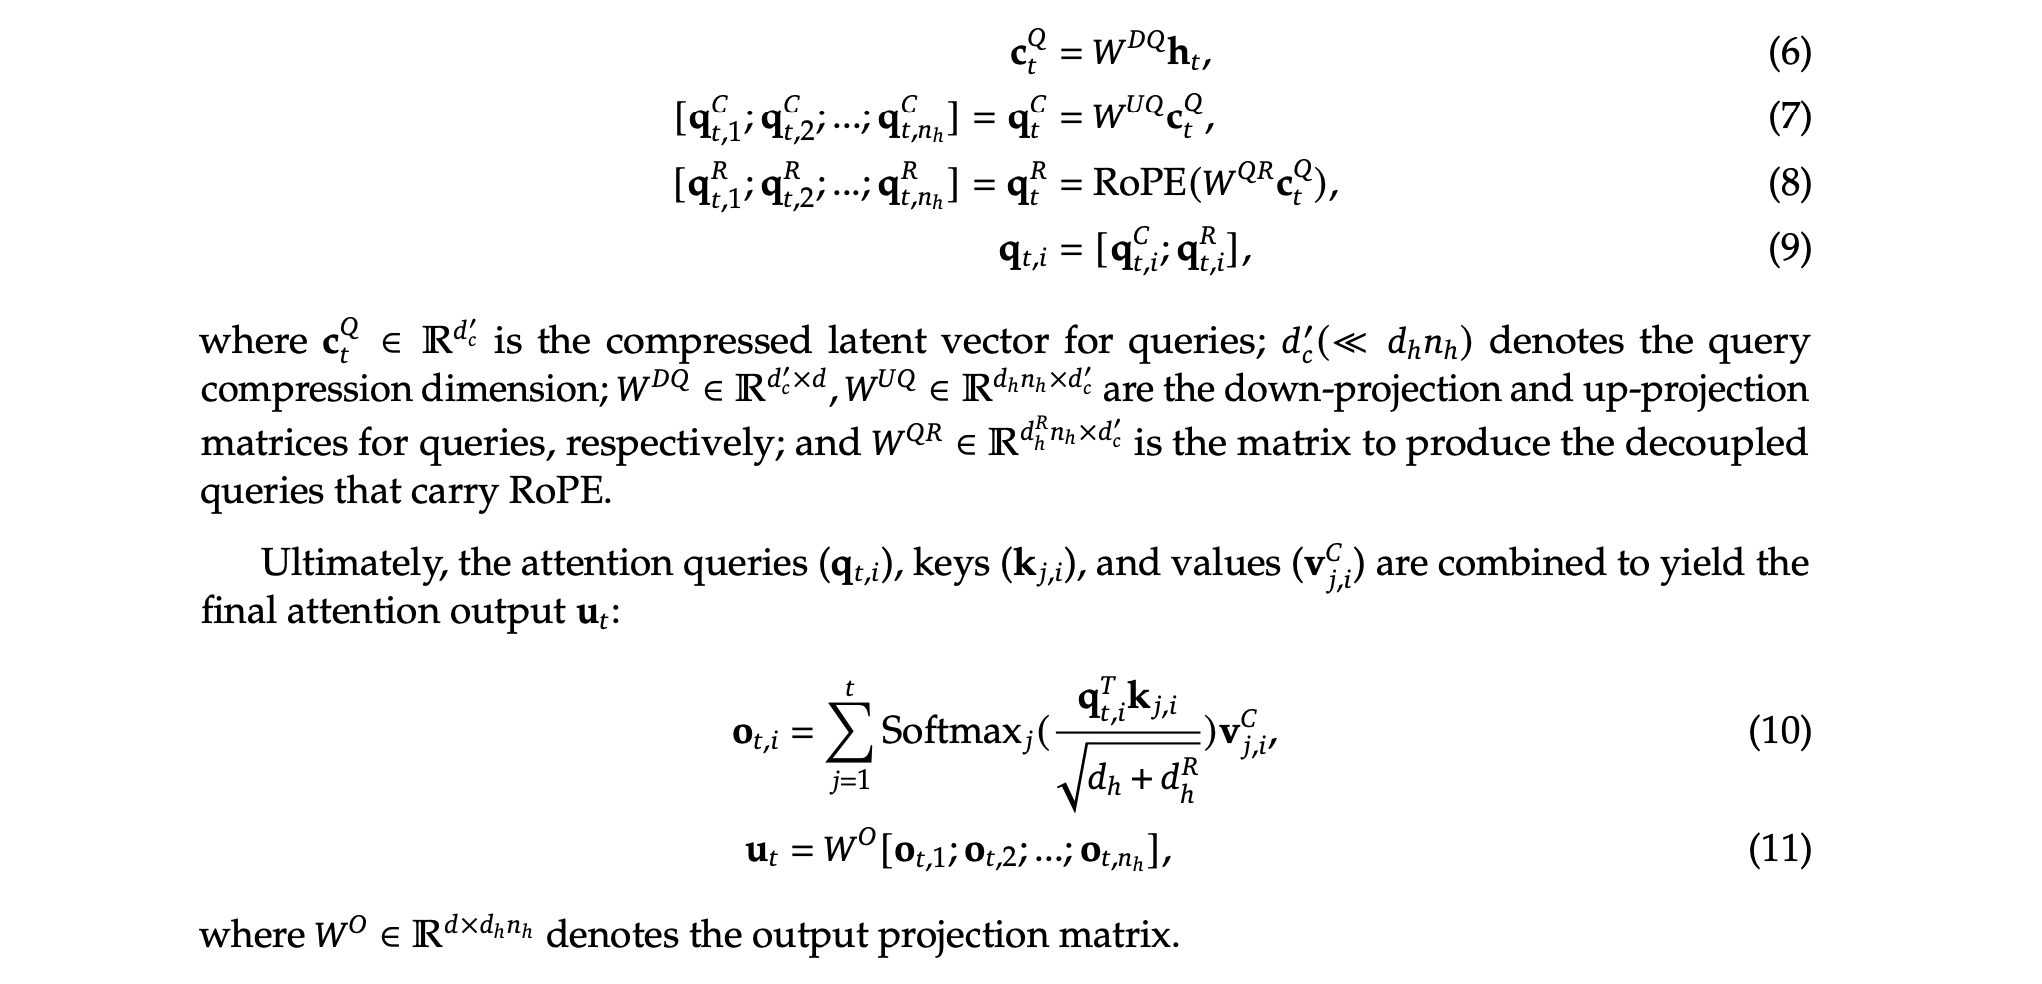 $\mathbf{c}_t^Q = W^{DQ}\mathbf{h}_t,$ (6)
$[\mathbf{q}_{t,1}^C; \mathbf{q}_{t,2}^C; ...; \mathbf{q}_{t,n_h}^C] = \mathbf{q}_t^C = W^{UQ}\mathbf{c}_t^Q,$ (7)
$[\mathbf{q}_{t,1}^R; \mathbf{q}_{t,2}^R; ...; \mathbf{q}_{t,n_h}^R] = \mathbf{q}_t^R = \mathrm{RoPE}(W^{QR}\mathbf{c}_t^Q),$ (8)
$\mathbf{q}_{t,i} = [\mathbf{q}_{t,i}^C; \mathbf{q}_{t,i}^R],$ (9)
where $\mathbf{c}_t^Q \in \mathbb{R}^{d_c'}$ is the compressed latent vector for queries; $d_c'(\ll d_h n_h)$ denotes the query
compression dimension; $W^{DQ} \in \mathbb{R}^{d_c' \times d}, W^{UQ} \in \mathbb{R}^{d_h n_h \times d_c'}$ are the down-projection and up-projection
matrices for queries, respectively; and $W^{QR} \in \mathbb{R}^{d_h^R n_h \times d_c'}$ is the matrix to produce the decoupled
queries that carry RoPE.
Ultimately, the attention queries ($\mathbf{q}_{t,i}$), keys ($\mathbf{k}_{j,i}$), and values ($\mathbf{v}_{j,i}^C$) are combined to yield the
final attention output $\mathbf{u}_t$:
$\mathbf{o}_{t,i} = \sum_{j=1}^{t} \mathrm{Softmax}_j(\frac{\mathbf{q}_{t,i}^T \mathbf{k}_{j,i}}{\sqrt{d_h + d_h^R}})\mathbf{v}_{j,i}^C,$ (10)
$\mathbf{u}_t = W^O[\mathbf{o}_{t,1}; \mathbf{o}_{t,2}; ...; \mathbf{o}_{t,n_h}],$ (11)
where $W^O \in \mathbb{R}^{d \times d_h n_h}$ denotes the output projection matrix.